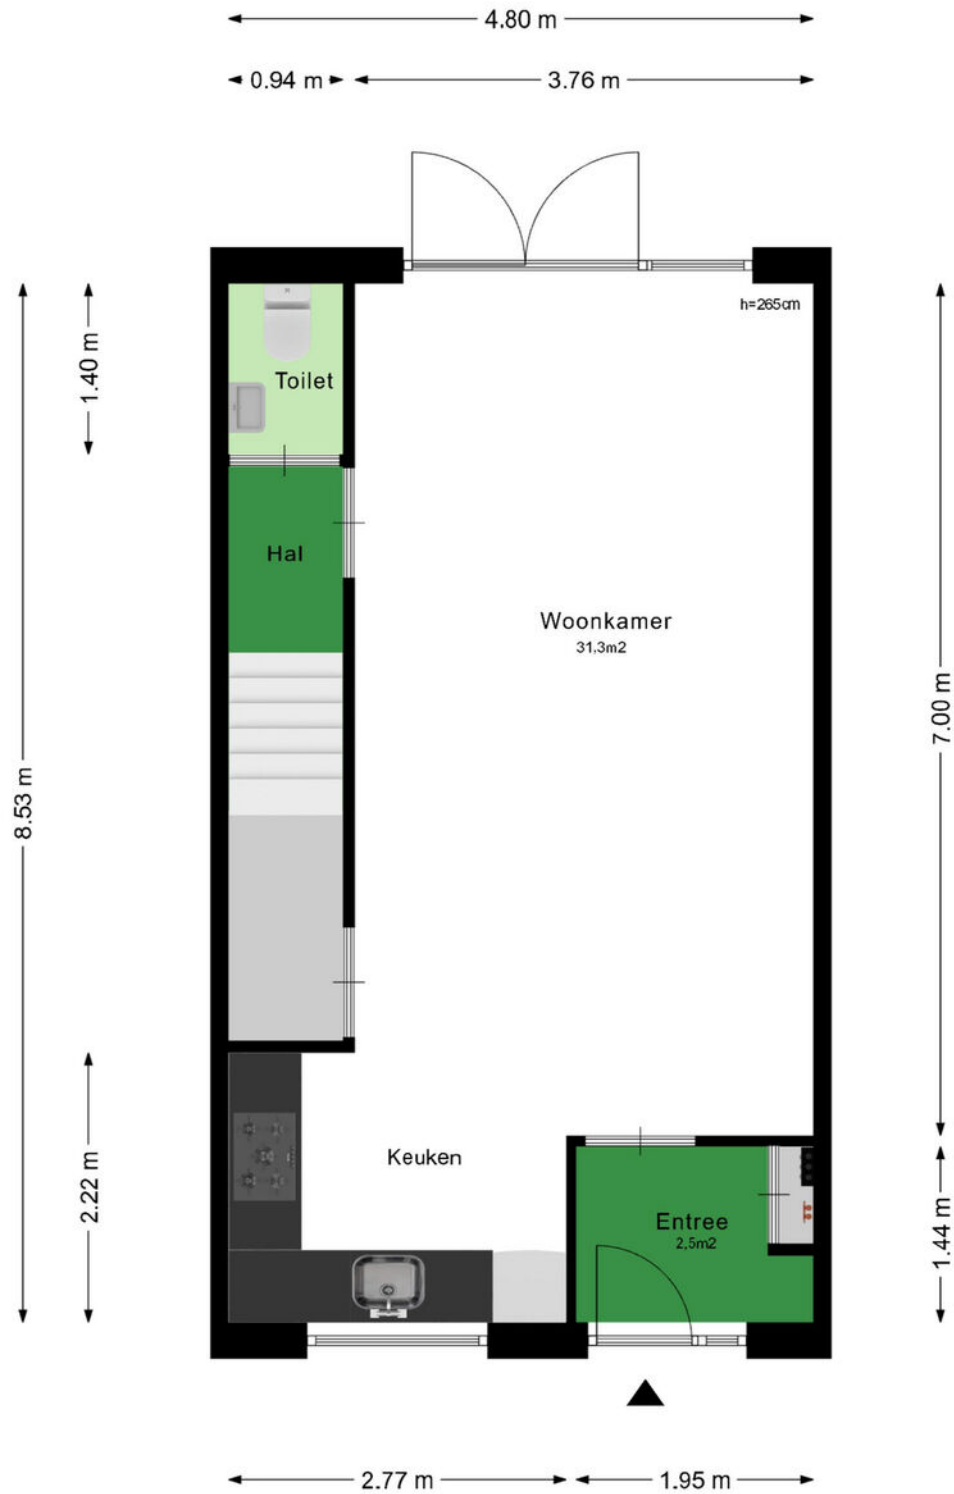 4.80 m
0.94 m
3.76 m
h=265cm
1.40 m
Toilet
Hal
Woonkamer
31,3m2
7.00 m
8.53 m
Keuken
2.22 m
Entree
2,5m2
1.44 m
2.77 m
1.95 m